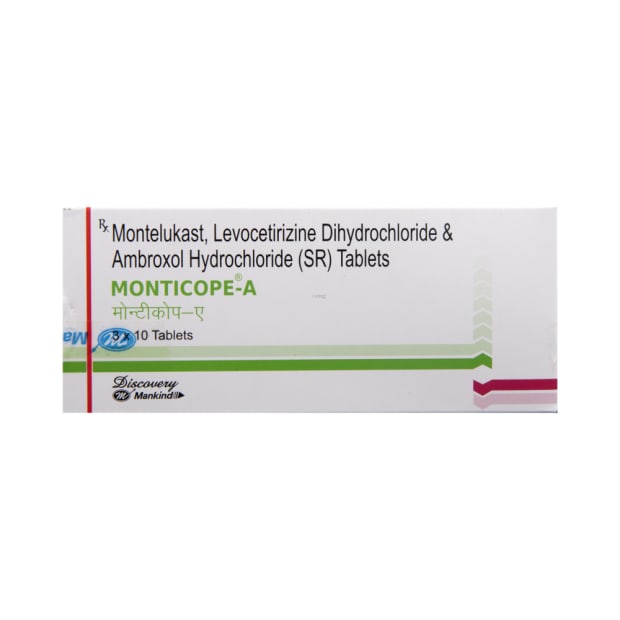 Rx Montelukast, Levocetirizine Dihydrochloride &
Ambroxol Hydrochloride (SR) Tablets
MONTICOPE®-A
मोन्टीकोप–ए
3 x 10 Tablets
Discovery
M Mankind